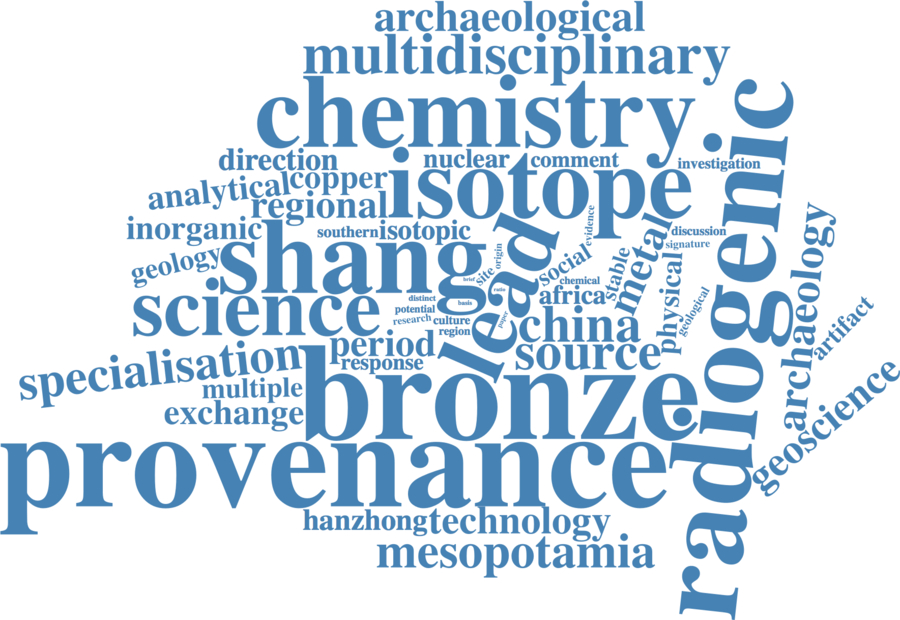 archaeological
multidisciplinary
chemistry
radiogenic
direction
nuclear
comment
investigation
analytical
copper
isotope
regional
inorganic
southern
isotopic
evidence
discussion
signature
geology
shang
lead
origin
site
social
stable
metal
physical
archaeology
chemical
brief
ratio
basis
paper
distinct
potential
research
culture
region
africa
geological
artifact
science
china
period
response
source
specialisation
multiple
exchange
bronze
geoscience
provenance
hanzhong
technology
mesopotamia